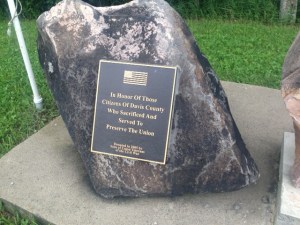 In Honor Of Those
Citizens Of Davis County
Who Sacrificed And
Served To
Preserve The Union